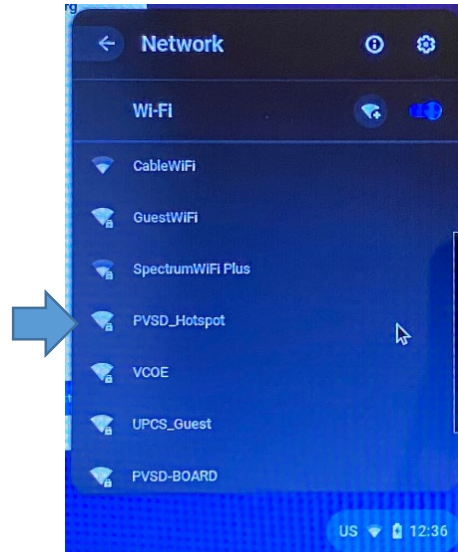 Network
Wi-Fi
CableWiFi
GuestWiFi
SpectrumWiFi Plus
PVSD_Hotspot
VCOE
UPCS_Guest
PVSD-BOARD
US 12:36